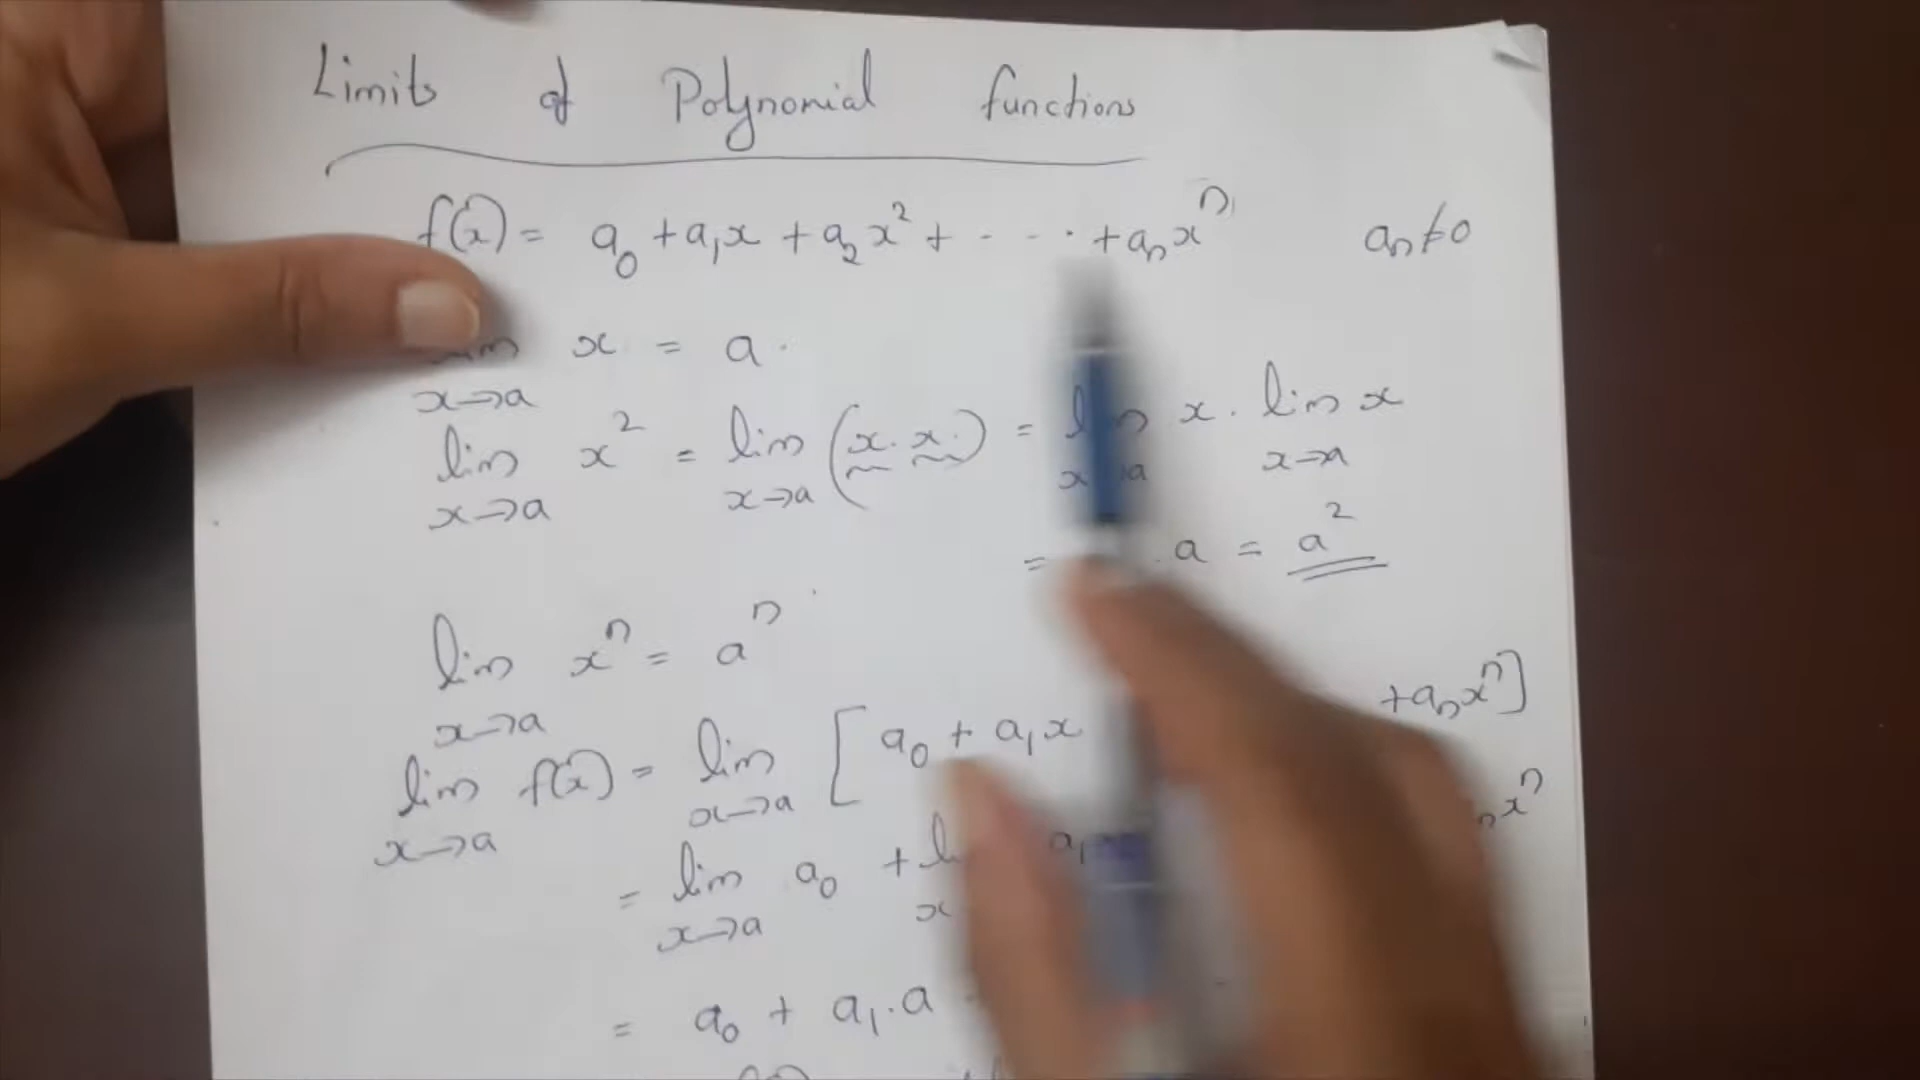 Limits of Polynomial functions
f(x) = a₀ + a₁x + a₂x² + - - · + aₙxⁿ aₙ≠0
x = a.
x→a
lim x² = lim (x.x.) = x. lim x
x→a x→a x→a
= . a = a²
lim xⁿ = aⁿ
x→a
lim f(x) = lim [a₀ + a₁x +aₙxⁿ]
x→a x→a
= lim a₀ + xⁿ
x→a
= a₀ + a₁.a